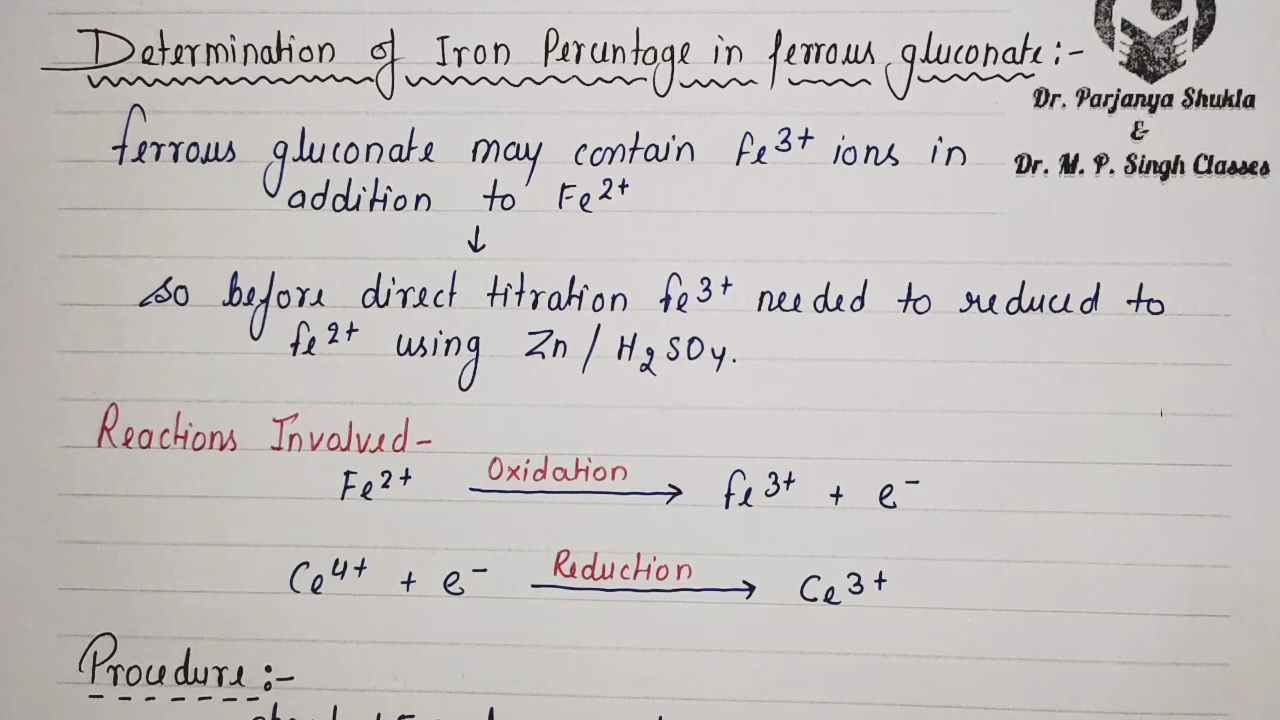 Determination of Iron Percentage in ferrous gluconate :-
Dr. Parjanya Shukla
&
Dr. M. P. Singh Classes
ferrous gluconate may contain Fe3+ ions in
addition to Fe2+
↓
so before direct titration fe3+ needed to reduced to
fe2+ using Zn / H2SO4.
Reactions Involved-
Fe2+ Oxidation → fe3+ + e-
Ce4+ + e- Reduction → Ce3+
Procedure :-